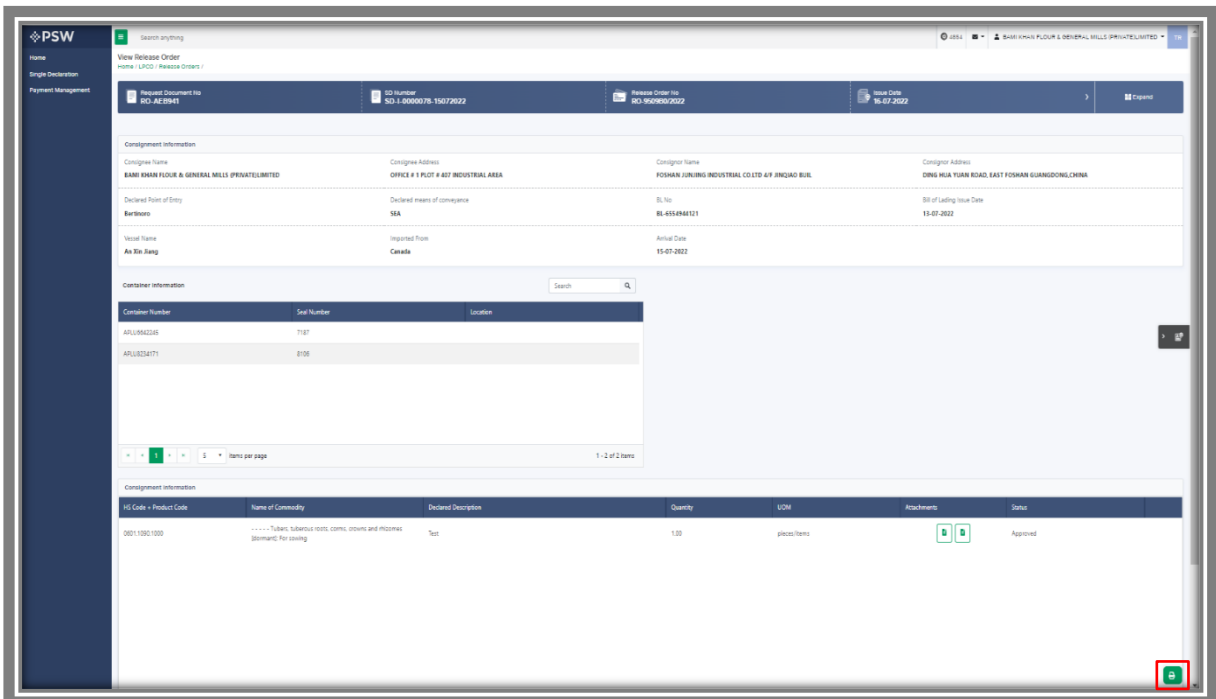 PSW
Search anything
4884
BAMI KHAN FLOUR & GENERAL MILLS (PRIVATE)LIMITED
TR
Home
Single Declaration
Payment Management
View Release Order
Home / LPCO / Release Orders /
Request Document No
RO-AEB941
SD Number
SD-I-0000078-15072022
Release Order No
RO-950980/2022
Issue Date
16-07-2022
Expand
Consignment Information
Consignee Name
Consignee Address
Consignor Name
Consignor Address
BAMI KHAN FLOUR & GENERAL MILLS (PRIVATE)LIMITED
OFFICE # 1 PLOT # 407 INDUSTRIAL AREA
FOSHAN JUNJING INDUSTRIAL CO.LTD 4/F JINQIAO BUIL
DING HUA YUAN ROAD, EAST FOSHAN GUANGDONG,CHINA
Declared Point of Entry
Declared means of conveyance
BL No
Bill of Lading Issue Date
Bertinoro
SEA
BL-6554944121
13-07-2022
Vessel Name
Imported From
Arrival Date
An Xin Jiang
Canada
15-07-2022
Container Information
Search
Container Number
Seal Number
Location
APLU6642246
7187
APLU8234171
8106
1
5
items per page
1 - 2 of 2 items
Consignment Information
HS Code + Product Code
Name of Commodity
Declared Description
Quantity
UOM
Attachments
Status
0601.1090.1000
- - - - - Tubers, tuberous roots, corms, crowns and rhizomes
(dormant): For sowing
Test
1.00
pieces/items
Approved